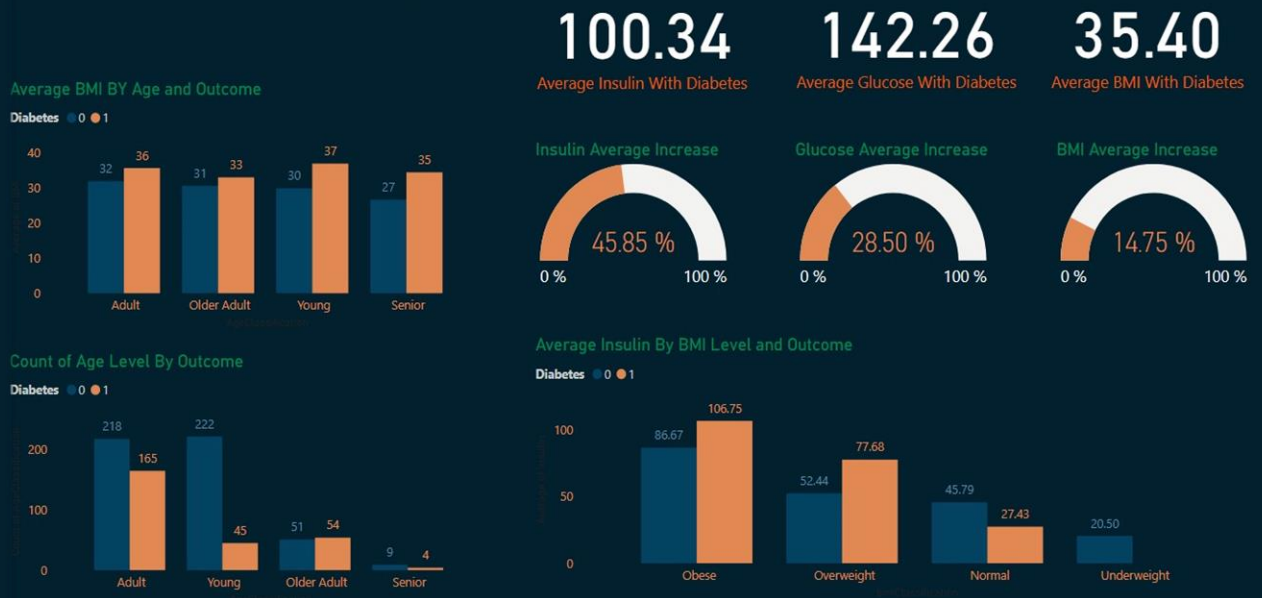 100.34
Average Insulin With Diabetes
142.26
Average Glucose With Diabetes
35.40
Average BMI With Diabetes
Average BMI BY Age and Outcome
Diabetes 0 1
40
30
20
10
0
32
36
31
33
30
37
27
35
Adult
Older Adult
Young
Senior
Insulin Average Increase
45.85 %
0 %
100 %
Glucose Average Increase
28.50 %
0 %
100 %
BMI Average Increase
14.75 %
0 %
100 %
Count of Age Level By Outcome
Diabetes 0 1
200
100
0
218
165
222
45
51
54
9
4
Adult
Young
Older Adult
Senior
Average Insulin By BMI Level and Outcome
Diabetes 0 1
100
50
0
86.67
106.75
52.44
77.68
45.79
27.43
20.50
Obese
Overweight
Normal
Underweight